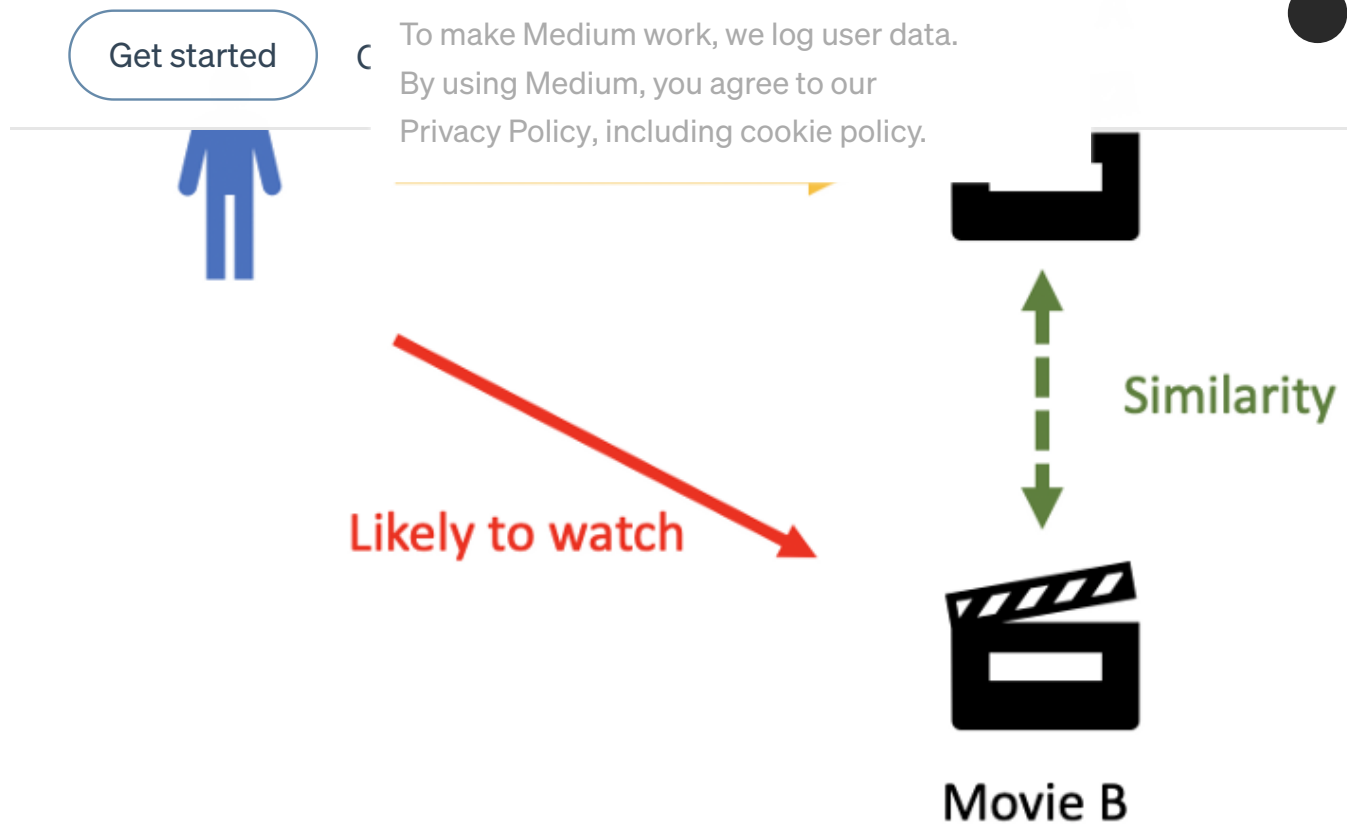 Get started
To make Medium work, we log user data.
By using Medium, you agree to our
Privacy Policy, including cookie policy.
Similarity
Likely to watch
Movie B